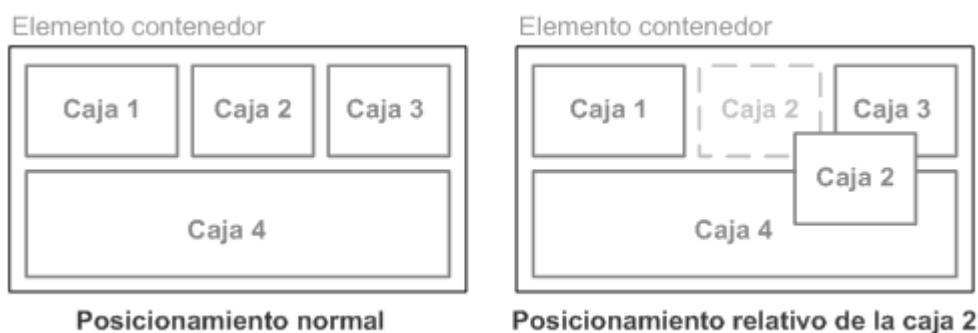 Elemento contenedor
Caja 1 Caja 2 Caja 3
Caja 4
Posicionamiento normal
Elemento contenedor
Caja 1 Caja 2 Caja 3
Caja 2
Caja 4
Posicionamiento relativo de la caja 2